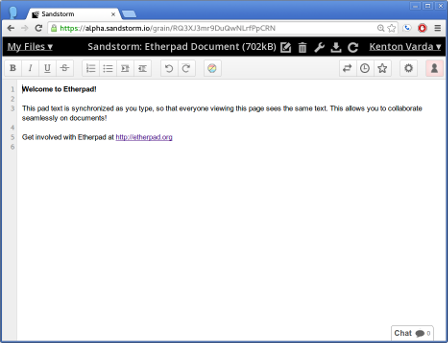 Sandstorm
https://alpha.sandstorm.io/grain/RQ3XJ3mr9DuQwNLrfPpCRN
My Files ▾ Sandstorm: Etherpad Document (702kB) Kenton Varda ▾
B I U S
1 Welcome to Etherpad!
2
3 This pad text is synchronized as you type, so that everyone viewing this page sees the same text. This allows you to collaborate
seamlessly on documents!
4
5 Get involved with Etherpad at http://etherpad.org
6
Chat 0